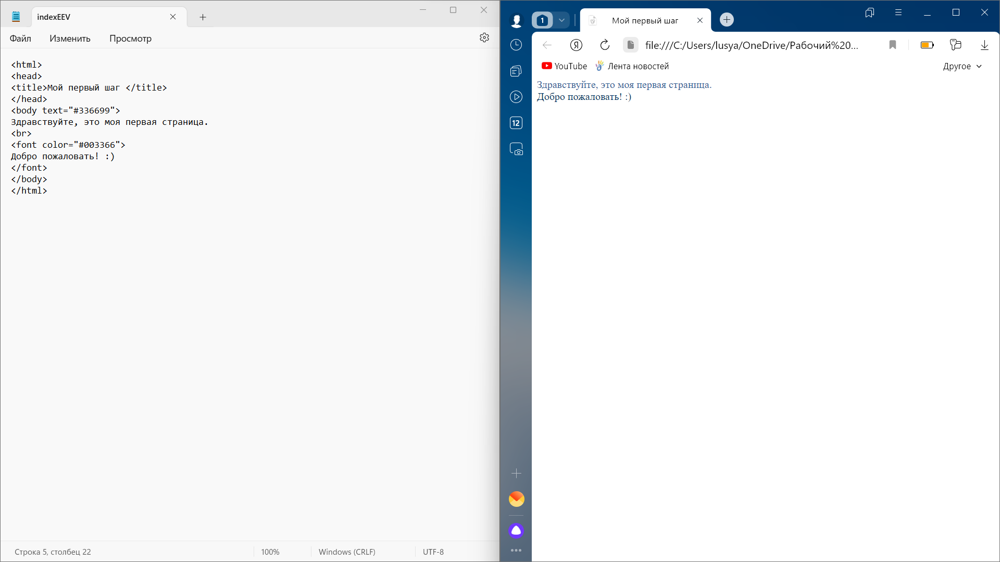 indexEEV
Файл Изменить Просмотр
<html>
<head>
<title>Мой первый шаг </title>
</head>
<body text="#336699">
Здравствуйте, это моя первая страница.
<br>
<font color="#003366">
Добро пожаловать! :)
</font>
</body>
</html>
Строка 5, столбец 22 100% Windows (CRLF) UTF-8
1 Мой первый шаг
Я file:///C:/Users/lusya/OneDrive/Рабочий%20...
YouTube Лента новостей Другое
Здравствуйте, это моя первая страница.
Добро пожаловать! :)
12